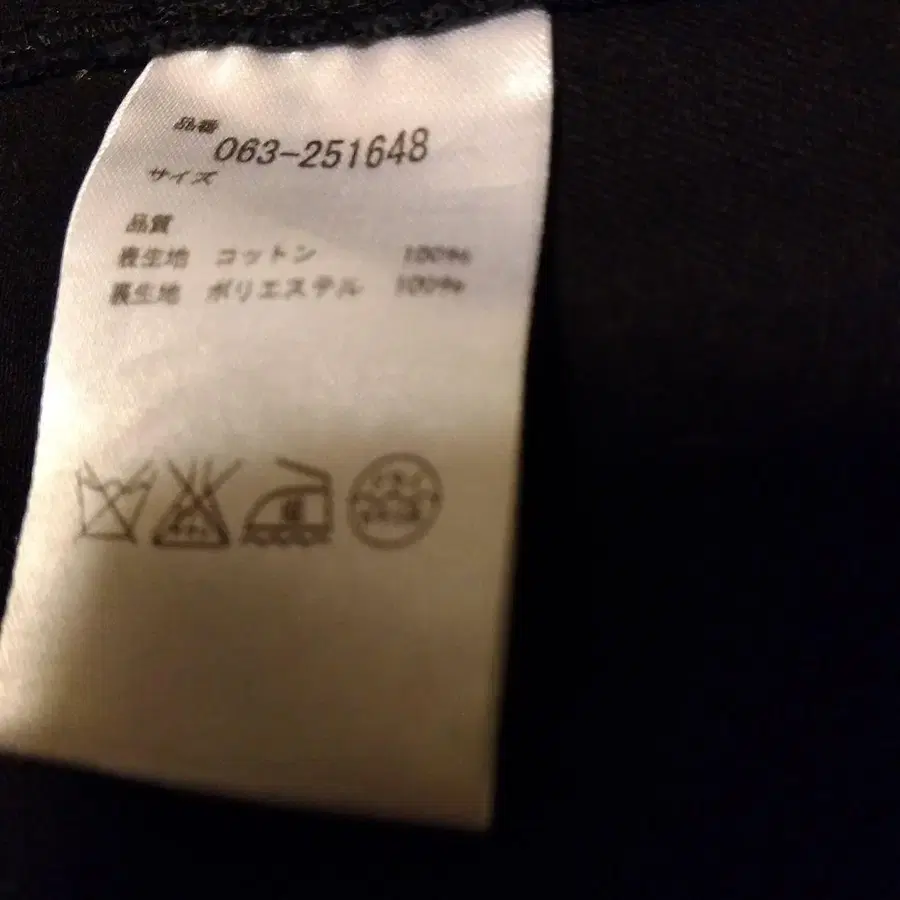 品番
063-251648
サイズ
品質
表生地 コットン 100%
裏生地 ポリエステル 100%